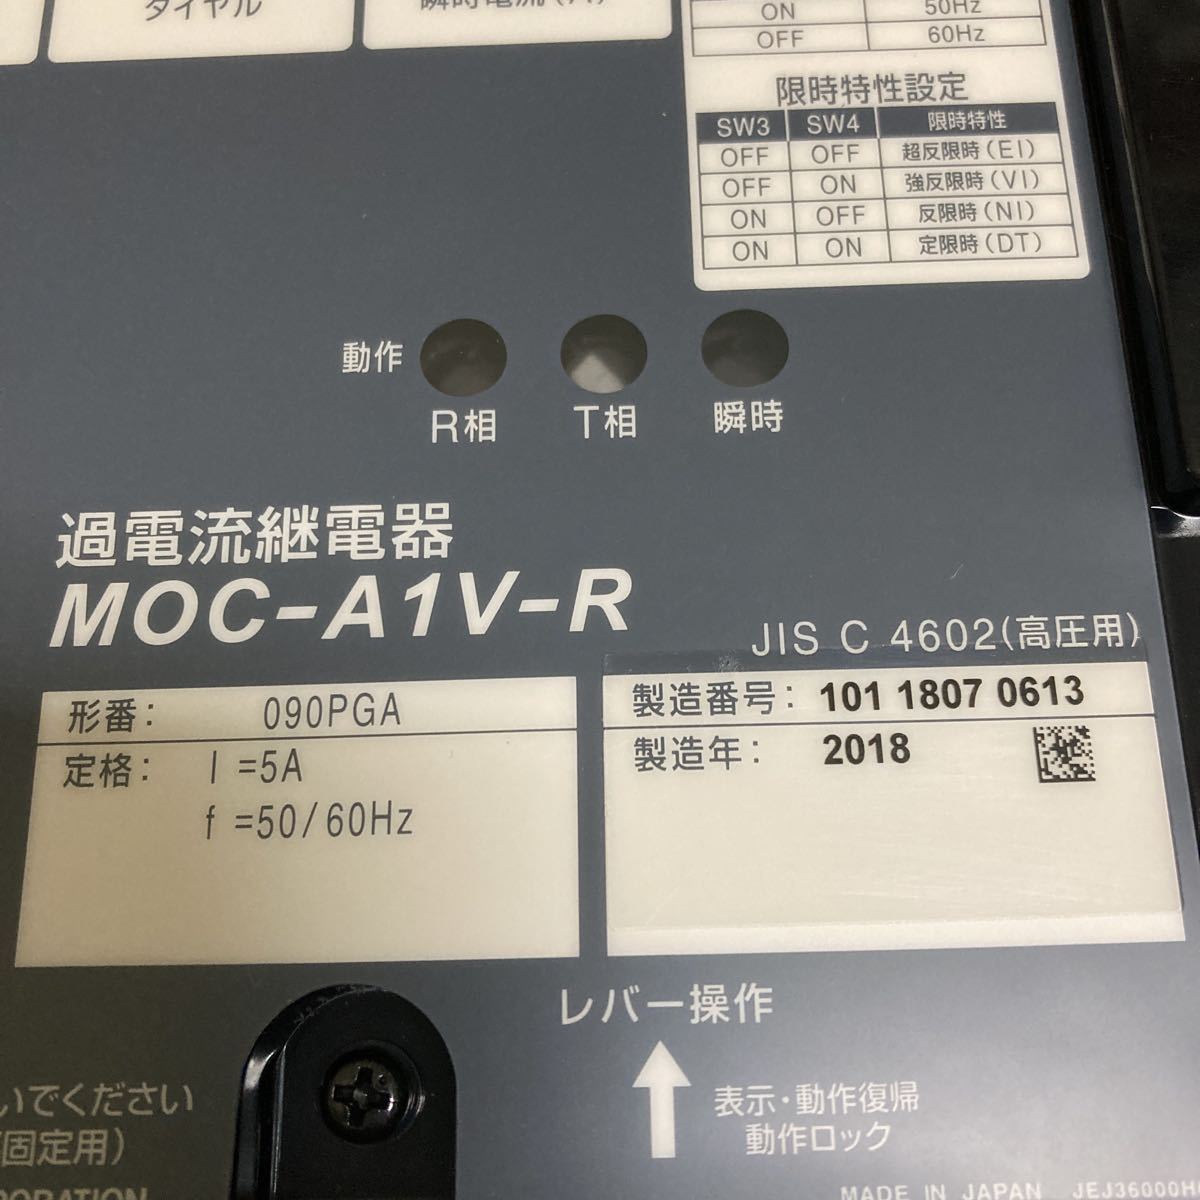 ダイヤル
瞬時電流(A)
ON 50Hz
OFF 60Hz
限時特性設定
SW3 SW4 限時特性
OFF OFF 超反限時(EI)
OFF ON 強反限時(VI)
ON OFF 反限時(NI)
ON ON 定限時(DT)
動作
R相 T相 瞬時
過電流継電器
MOC-A1V-R
JIS C 4602(高圧用)
形番: 090PGA
定格: I =5A
f =50/60Hz
製造番号: 101 1807 0613
製造年: 2018
レバー操作
表示・動作復帰
動作ロック
いでください
固定用)
MADE IN JAPAN JEJ36000H